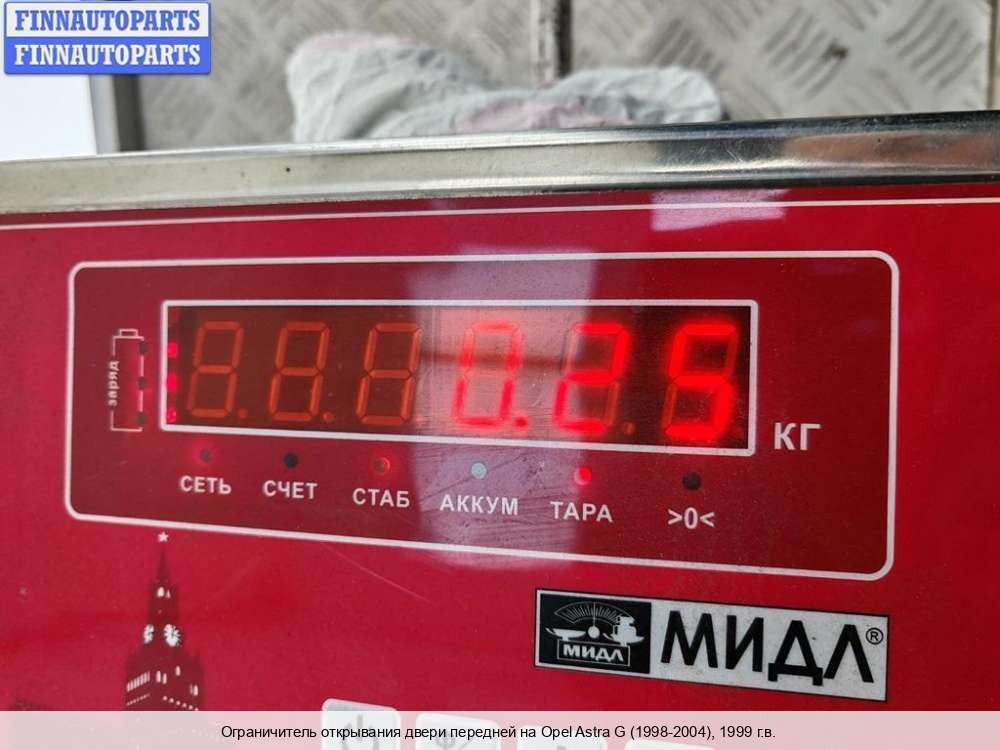 FINNAUTOPARTS
FINNAUTOPARTS
заряд
0.25
КГ
СЕТЬ СЧЕТ СТАБ АККУМ ТАРА >0<
МИДЛ
МИДЛ®
Ограничитель открывания двери передней на Opel Astra G (1998-2004), 1999 г.в.